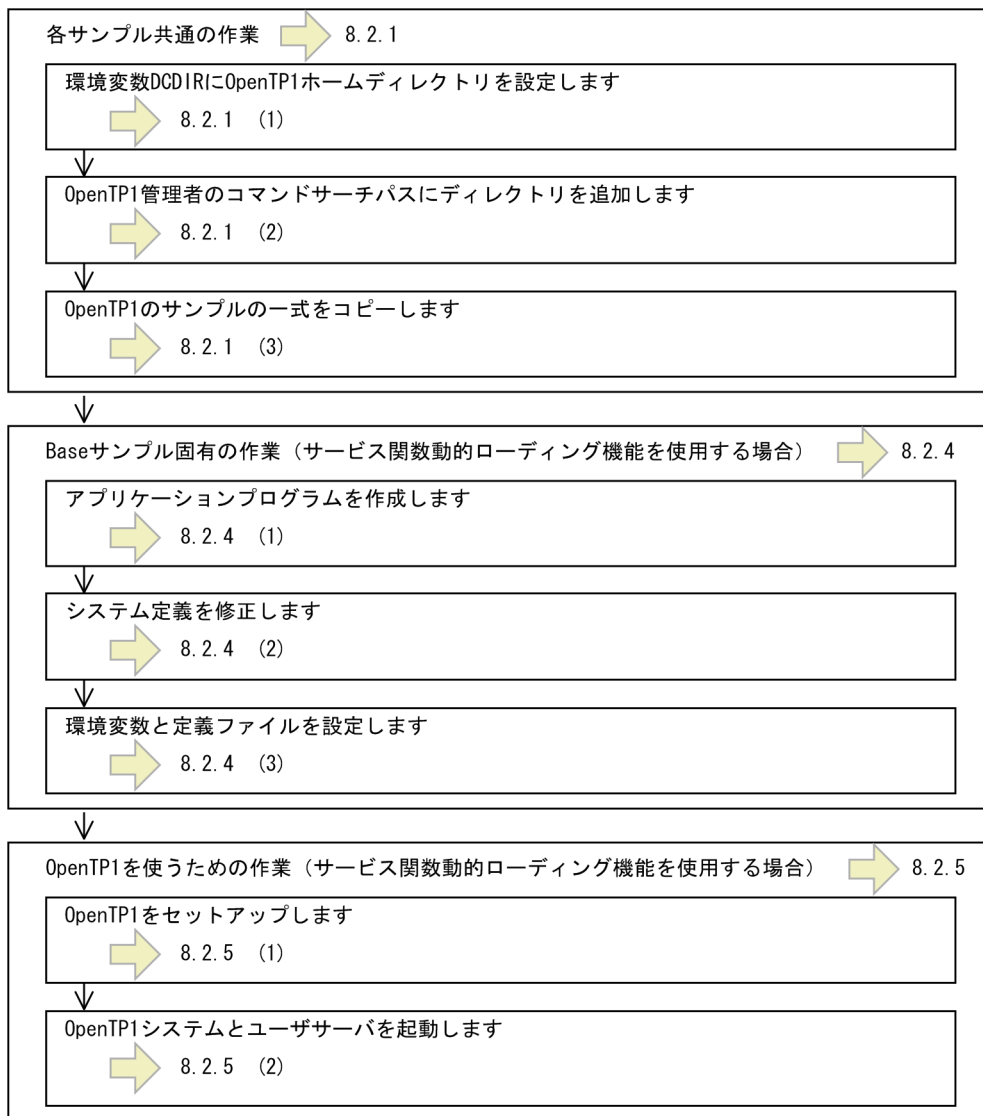 各サンプル共通の作業 8.2.1
環境変数DCDIRにOpenTP1ホームディレクトリを設定します
8.2.1 (1)
OpenTP1管理者のコマンドサーチパスにディレクトリを追加します
8.2.1 (2)
OpenTP1のサンプルの一式をコピーします
8.2.1 (3)
Baseサンプル固有の作業（サービス関数動的ローディング機能を使用する場合） 8.2.4
アプリケーションプログラムを作成します
8.2.4 (1)
システム定義を修正します
8.2.4 (2)
環境変数と定義ファイルを設定します
8.2.4 (3)
OpenTP1を使うための作業（サービス関数動的ローディング機能を使用する場合） 8.2.5
OpenTP1をセットアップします
8.2.5 (1)
OpenTP1システムとユーザサーバを起動します
8.2.5 (2)